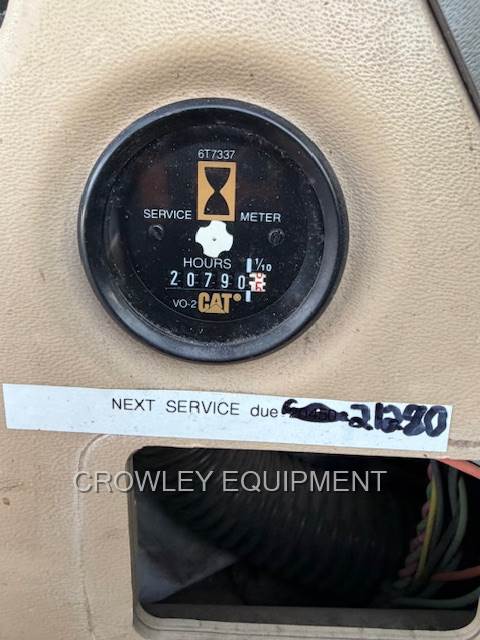 6T7337
SERVICE METER
HOURS 1/10
20790
VO-2 CAT
NEXT SERVICE due 21280
CROWLEY EQUIPMENT